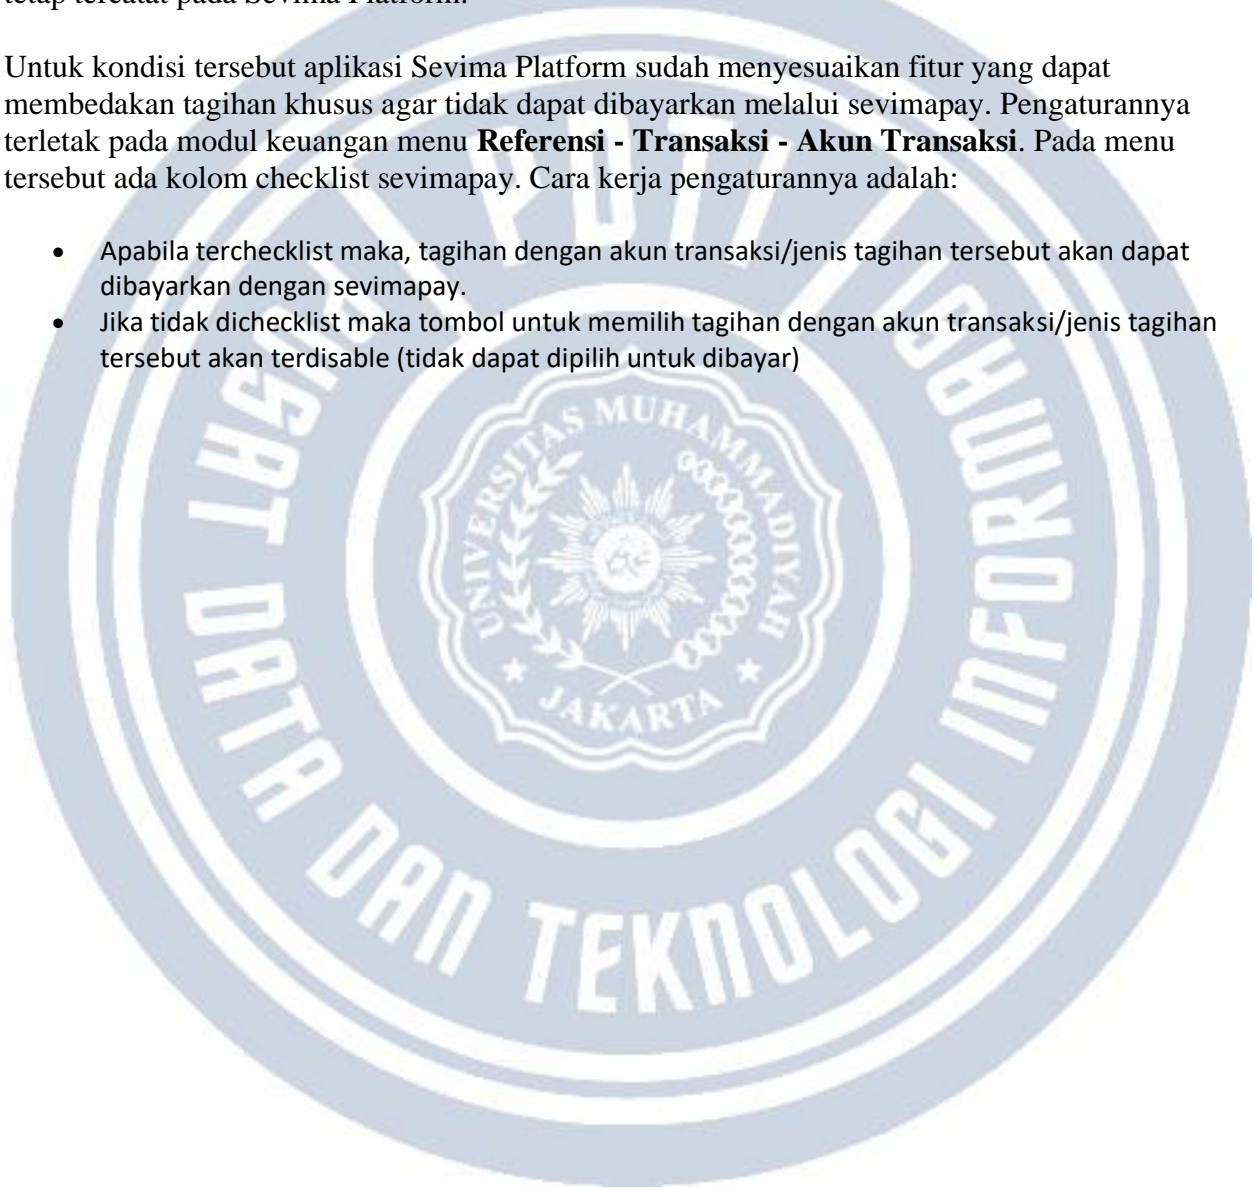 tetap tercatat pada Sevima Platform.
Untuk kondisi tersebut aplikasi Sevima Platform sudah menyesuaikan fitur yang dapat
membedakan tagihan khusus agar tidak dapat dibayarkan melalui sevimapay. Pengaturannya
terletak pada modul keuangan menu Referensi - Transaksi - Akun Transaksi. Pada menu
tersebut ada kolom checklist sevimapay. Cara kerja pengaturannya adalah:
• Apabila terchecklist maka, tagihan dengan akun transaksi/jenis tagihan tersebut akan dapat
dibayarkan dengan sevimapay.
• Jika tidak dichecklist maka tombol untuk memilih tagihan dengan akun transaksi/jenis tagihan
tersebut akan terdisable (tidak dapat dipilih untuk dibayar)
PDTI
PUSAT DATA DAN TEKNOLOGI INFORMASI
UNIVERSITAS MUHAMMADIYAH
JAKARTA